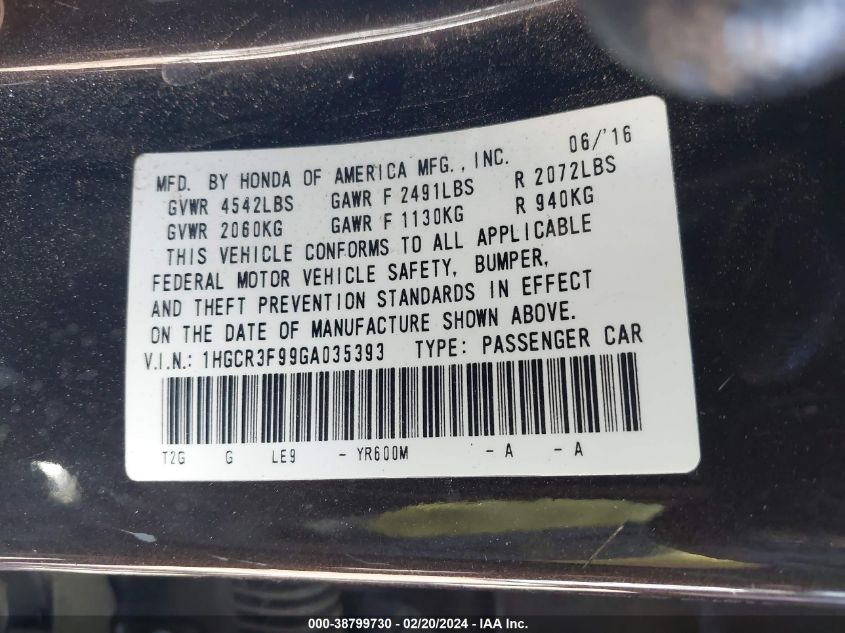 06/'16
MFD. BY HONDA OF AMERICA MFG., INC.
GVWR 4542LBS GAWR F 2491LBS R 2072LBS
GVWR 2060KG GAWR F 1130KG R 940KG
THIS VEHICLE CONFORMS TO ALL APPLICABLE
FEDERAL MOTOR VEHICLE SAFETY, BUMPER,
AND THEFT PREVENTION STANDARDS IN EFFECT
ON THE DATE OF MANUFACTURE SHOWN ABOVE.
V.I.N.: 1HGCR3F99GA035393 TYPE: PASSENGER CAR
T2G G LE9 - YR600M - A - A
000-38799730 - 02/20/2024 - IAA Inc.